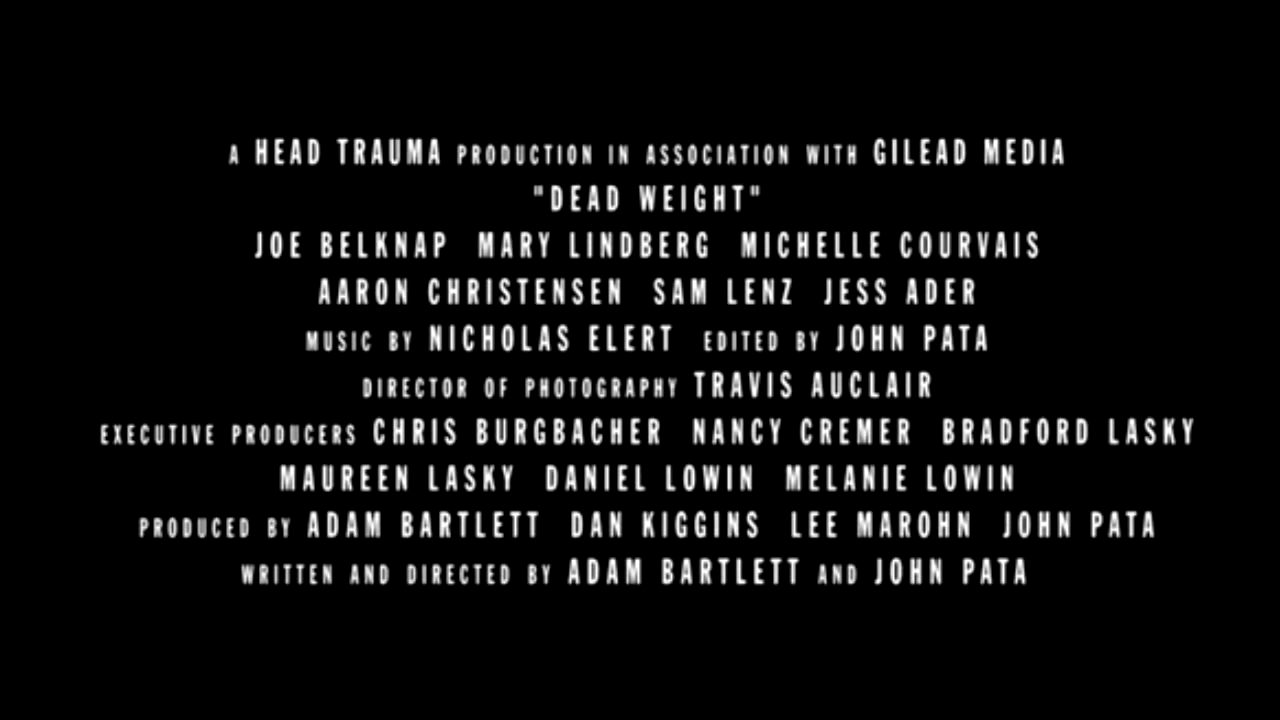 A HEAD TRAUMA PRODUCTION IN ASSOCIATION WITH GILEAD MEDIA
"DEAD WEIGHT"
JOE BELKNAP MARY LINDBERG MICHELLE COURVAIS
AARON CHRISTENSEN SAM LENZ JESS ADER
MUSIC BY NICHOLAS ELERT EDITED BY JOHN PATA
DIRECTOR OF PHOTOGRAPHY TRAVIS AUCLAIR
EXECUTIVE PRODUCERS CHRIS BURGBACHER NANCY CREMER BRADFORD LASKY
MAUREEN LASKY DANIEL LOWIN MELANIE LOWIN
PRODUCED BY ADAM BARTLETT DAN KIGGINS LEE MAROHN JOHN PATA
WRITTEN AND DIRECTED BY ADAM BARTLETT AND JOHN PATA